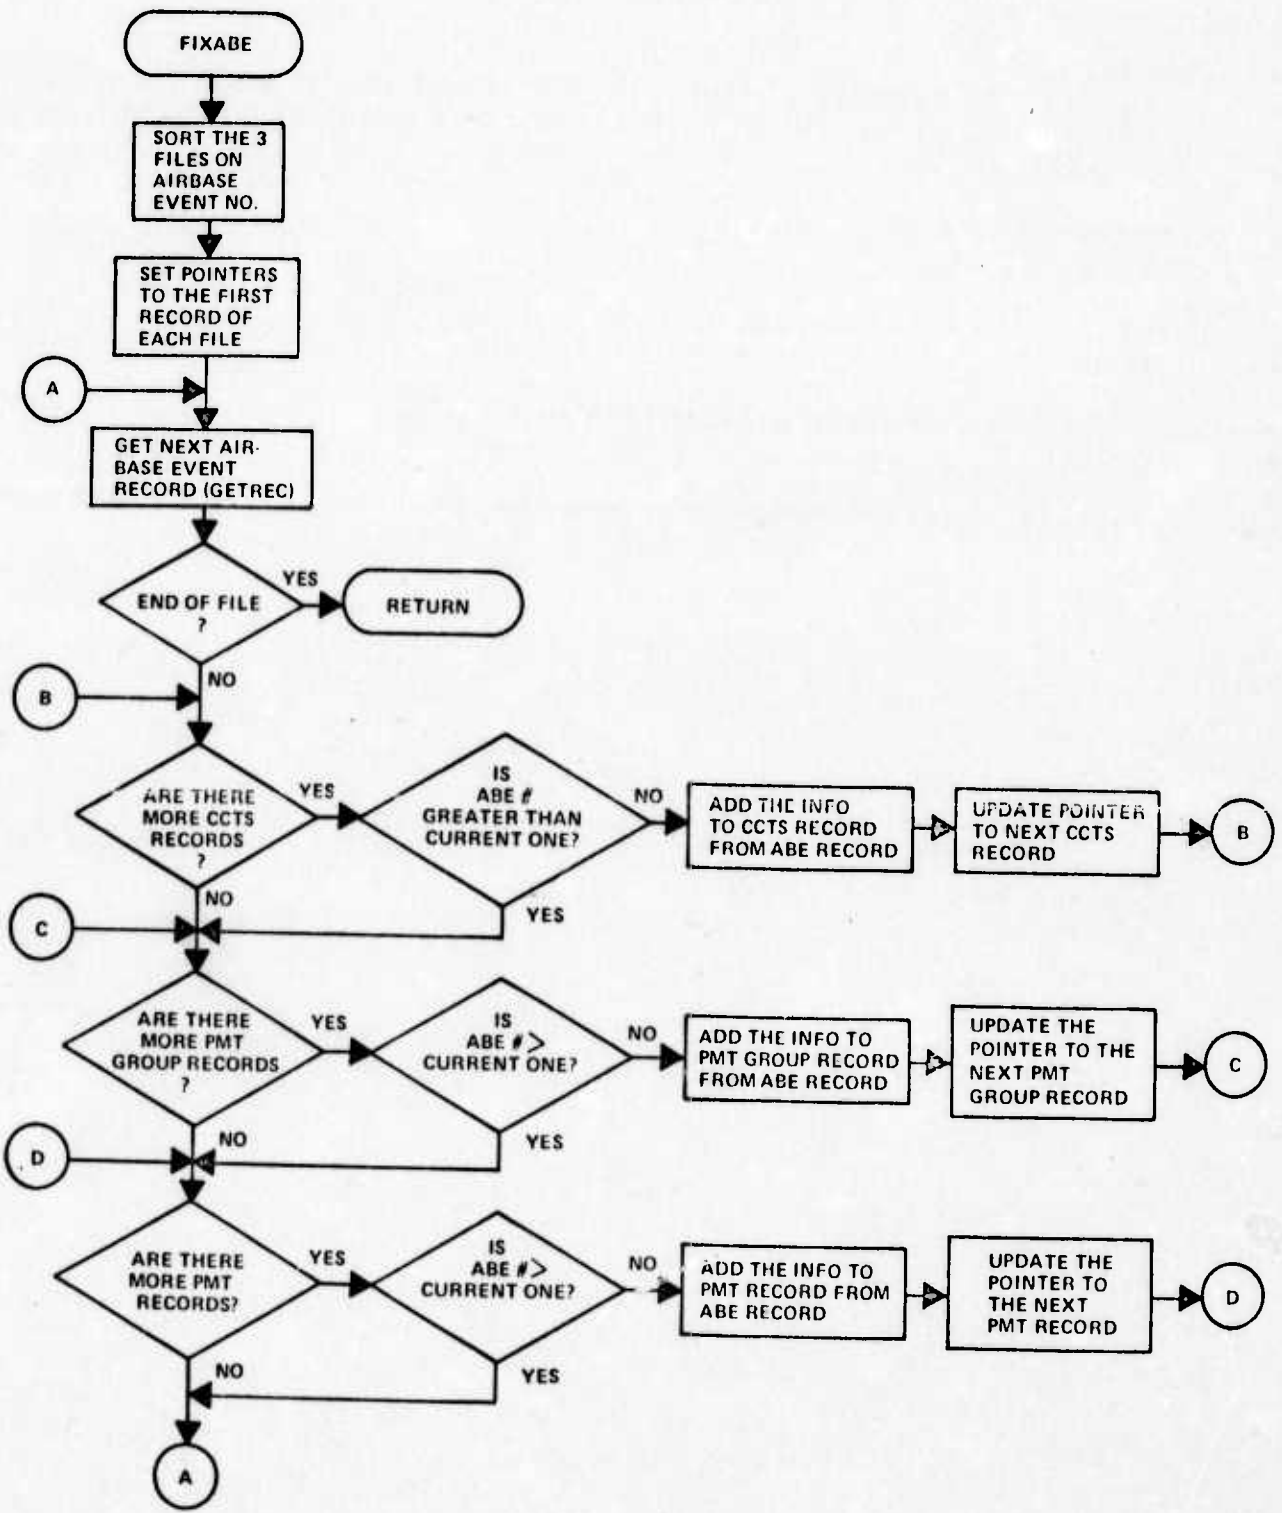 FIXABE
SORT THE 3
FILES ON
AIRBASE
EVENT NO.
SET POINTERS
TO THE FIRST
RECORD OF
EACH FILE
A
GET NEXT AIR-
BASE EVENT
RECORD (GETREC)
END OF FILE
?
YES
RETURN
NO
B
ARE THERE
MORE CCTS
RECORDS
?
YES
IS
ABE #
GREATER THAN
CURRENT ONE?
NO
ADD THE INFO
TO CCTS RECORD
FROM ABE RECORD
UPDATE POINTER
TO NEXT CCTS
RECORD
B
NO
YES
C
ARE THERE
MORE PMT
GROUP RECORDS
?
YES
IS
ABE # >
CURRENT ONE?
NO
ADD THE INFO TO
PMT GROUP RECORD
FROM ABE RECORD
UPDATE THE
POINTER TO THE
NEXT PMT
GROUP RECORD
C
NO
YES
D
ARE THERE
MORE PMT
RECORDS?
YES
IS
ABE # >
CURRENT ONE?
NO
ADD THE INFO TO
PMT RECORD FROM
ABE RECORD
UPDATE THE
POINTER TO
THE NEXT
PMT RECORD
D
NO
YES
A